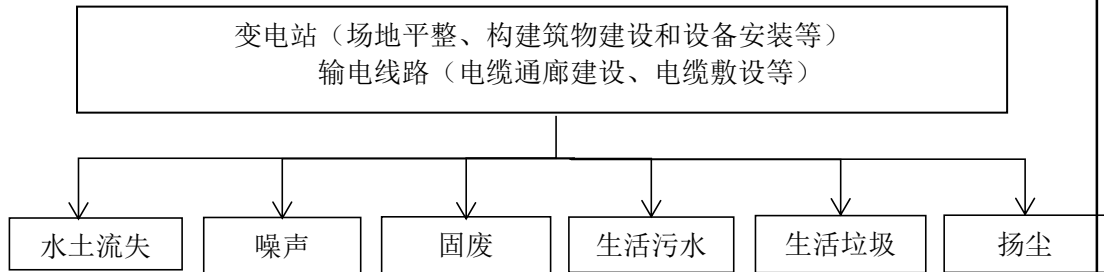 变电站（场地平整、构建筑物建设和设备安装等）
输电线路（电缆通廊建设、电缆敷设等）
水土流失
噪声
固废
生活污水
生活垃圾
扬尘